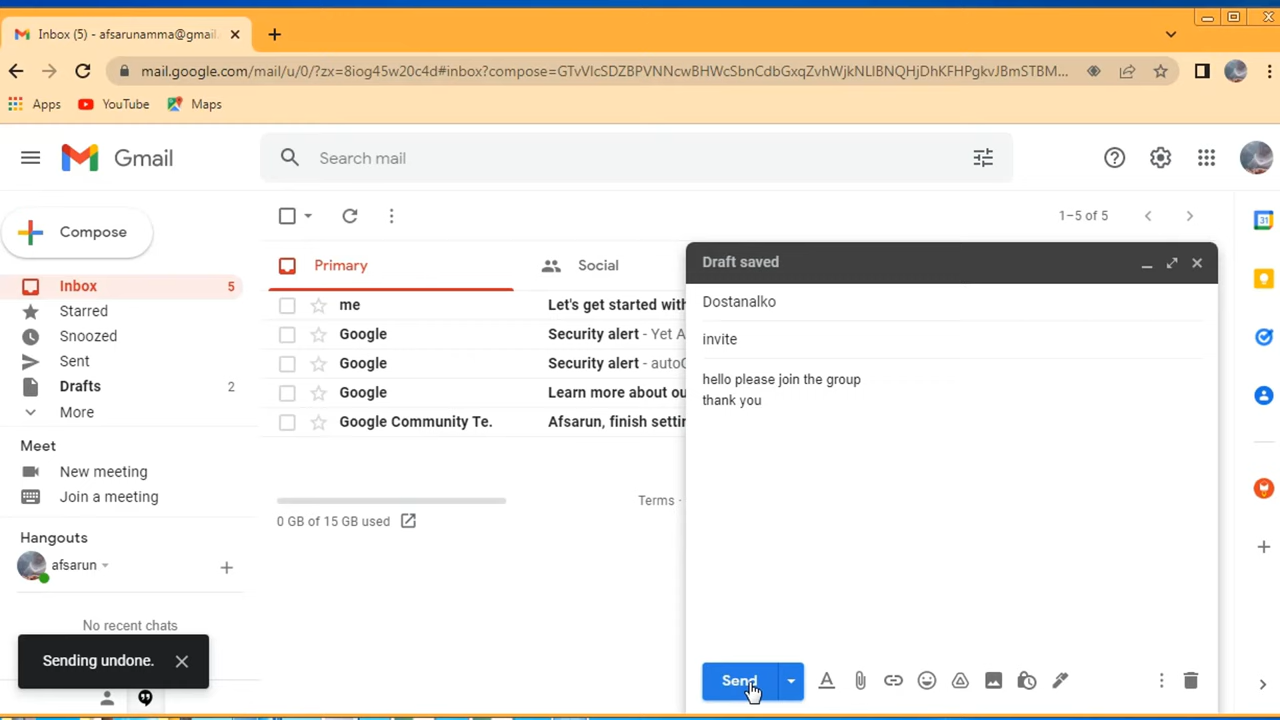 Inbox (5) - afsarunamma@gmail.
mail.google.com/mail/u/0/?zx=8iog45w20c4d#inbox?compose=GTvVlcSDZBPVNNcwBHWcSbnCdbGxqZvhWjkNLlBNQHjDhKFHPgkvJBmSTBM...
Apps YouTube Maps
Gmail
Search mail
Compose
1–5 of 5
Inbox 5
Starred
Snoozed
Sent
Drafts 2
More
Meet
New meeting
Join a meeting
Hangouts
afsarun
No recent chats
Sending undone.
Primary Social
me Let's get started with
Google Security alert - Yet A
Google Security alert - auto
Google Learn more about ou
Google Community Te. Afsarun, finish settin
Terms ·
0 GB of 15 GB used
Draft saved
Dostanalko
invite
hello please join the group
thank you
Send
31